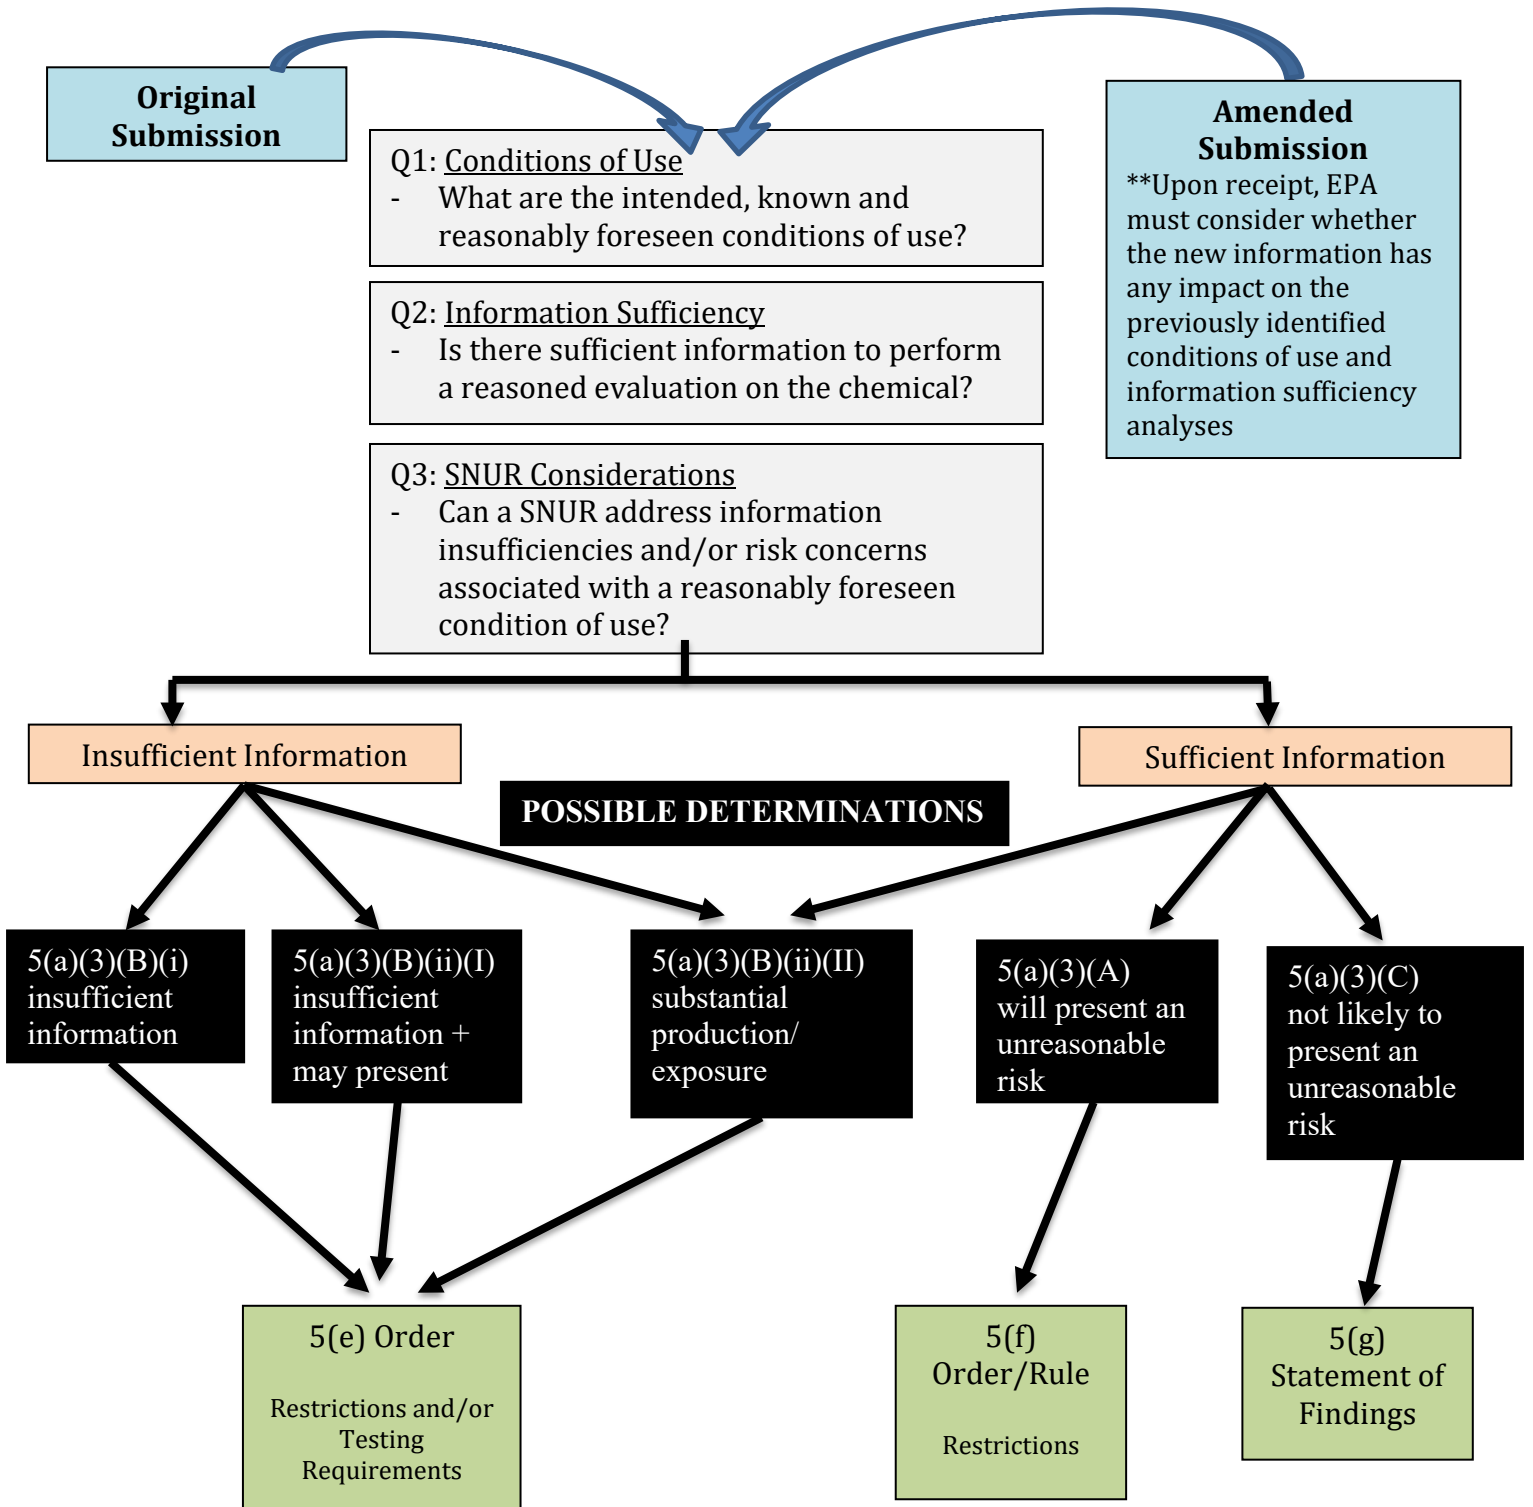 Original
Submission
Amended
Submission
**Upon receipt, EPA
must consider whether
the new information has
any impact on the
previously identified
conditions of use and
information sufficiency
analyses
Q1: Conditions of Use
- What are the intended, known and
reasonably foreseen conditions of use?
Q2: Information Sufficiency
- Is there sufficient information to perform
a reasoned evaluation on the chemical?
Q3: SNUR Considerations
- Can a SNUR address information
insufficiencies and/or risk concerns
associated with a reasonably foreseen
condition of use?
Insufficient Information
Sufficient Information
POSSIBLE DETERMINATIONS
5(a)(3)(B)(i)
insufficient
information
5(a)(3)(B)(ii)(I)
insufficient
information +
may present
5(a)(3)(B)(ii)(II)
substantial
production/
exposure
5(a)(3)(A)
will present an
unreasonable
risk
5(a)(3)(C)
not likely to
present an
unreasonable
risk
5(e) Order
Restrictions and/or
Testing
Requirements
5(f)
Order/Rule
Restrictions
5(g)
Statement of
Findings